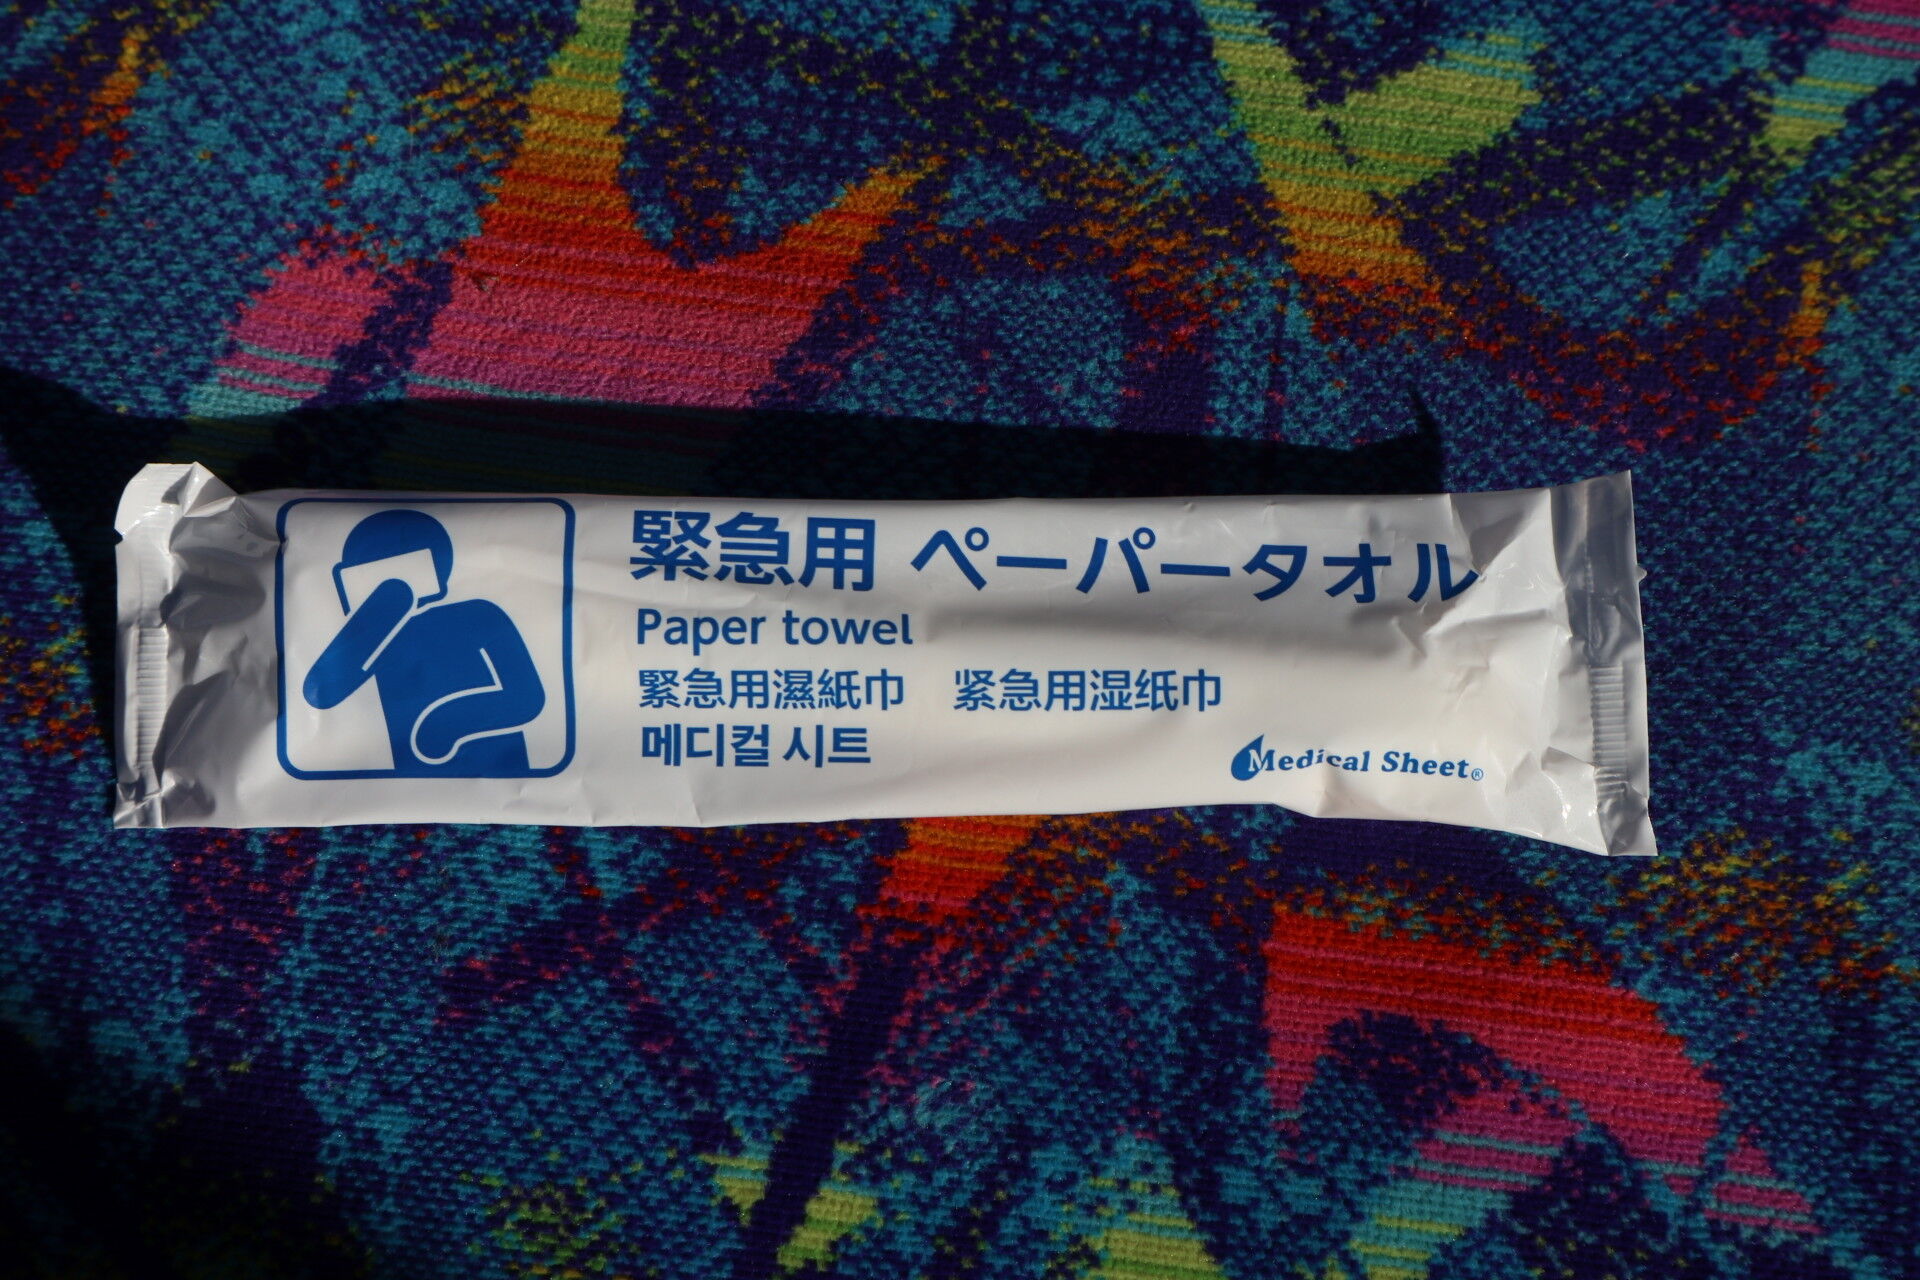 緊急用 ペーパータオル
Paper towel
緊急用濕紙巾 紧急用湿纸巾
메디컬 시트
Medical Sheet®